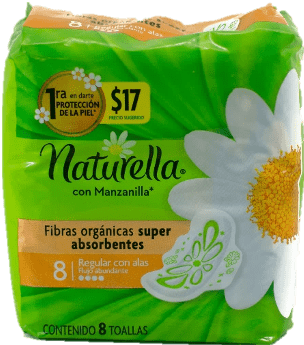 1ra en darte
PROTECCIÓN
DE LA PIEL*
$17
PRECIO SUGERIDO
Naturella®
con Manzanilla+
Fibras orgánicas super
absorbentes
8 Regular con alas
Flujo abundante
CONTENIDO 8 TOALLAS